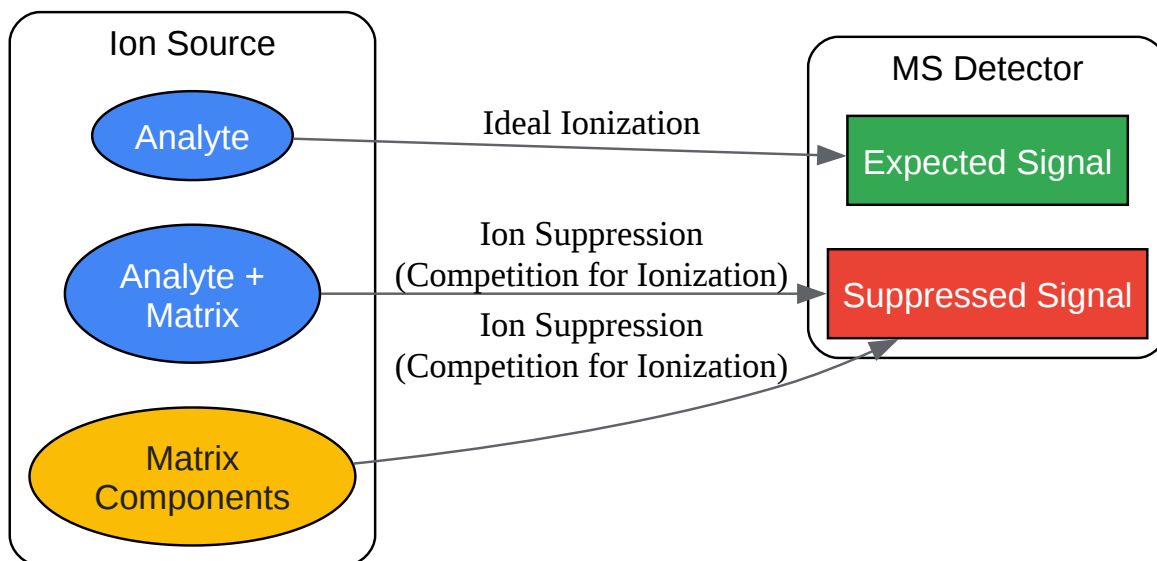 Ion Source
Analyte
Analyte +
Matrix
Matrix
Components
Ideal Ionization
Ion Suppression
(Competition for Ionization)
Ion Suppression
(Competition for Ionization)
MS Detector
Expected Signal
Suppressed Signal